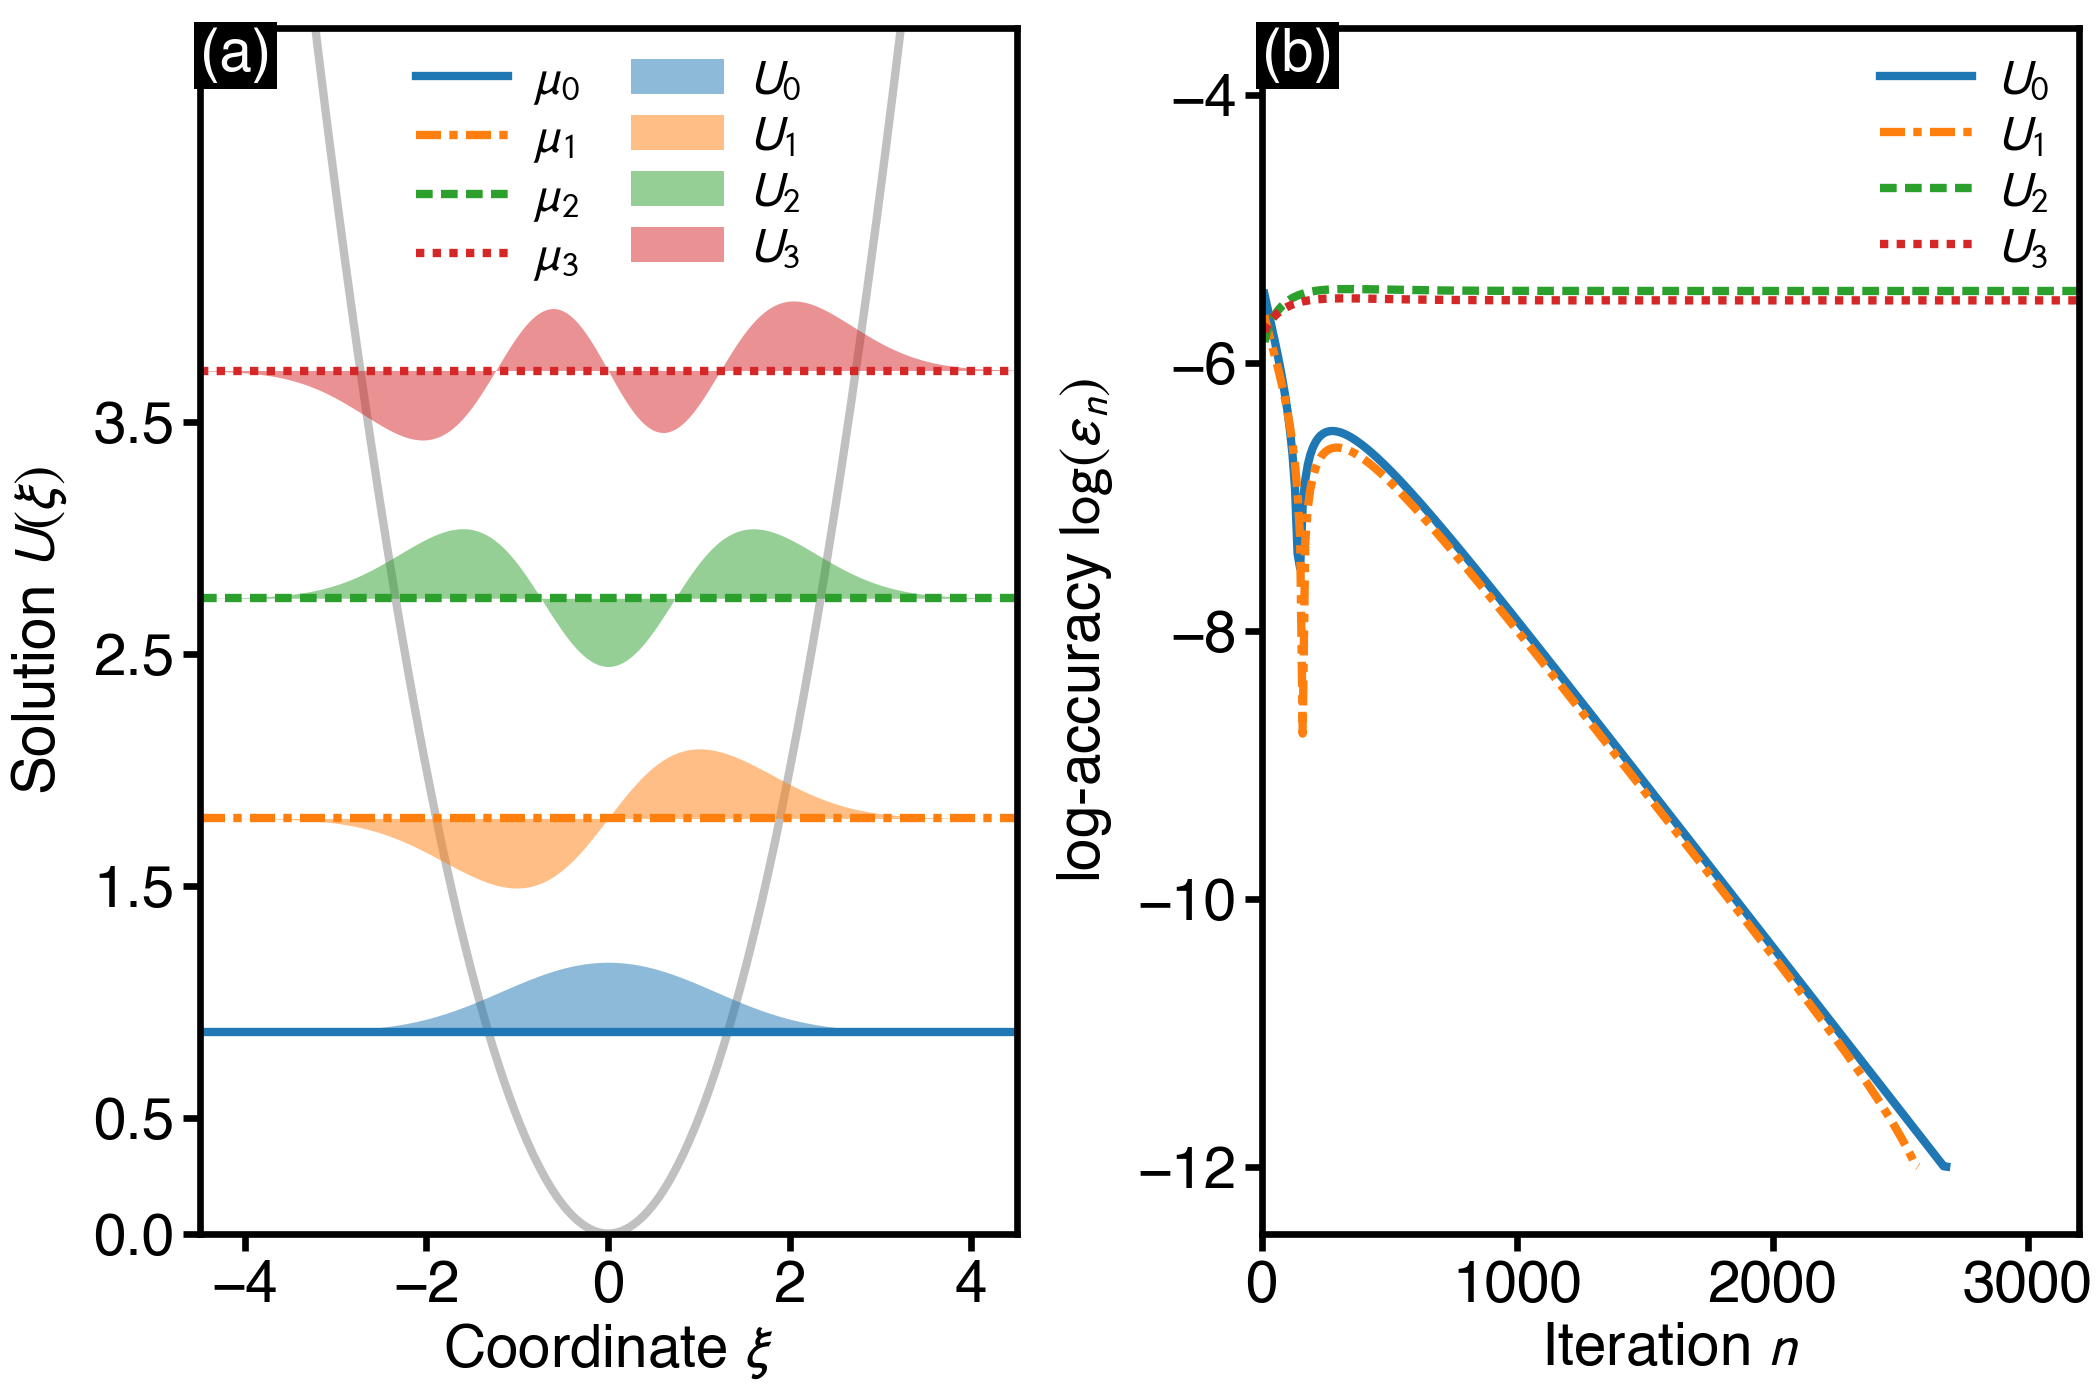 (a)
μ0
μ1
μ2
μ3
U0
U1
U2
U3
Solution U(ξ)
3.5
2.5
1.5
0.5
0.0
−4
−2
0
2
4
Coordinate ξ
(b)
U0
U1
U2
U3
log-accuracy log(εn)
−4
−6
−8
−10
−12
0
1000
2000
3000
Iteration n